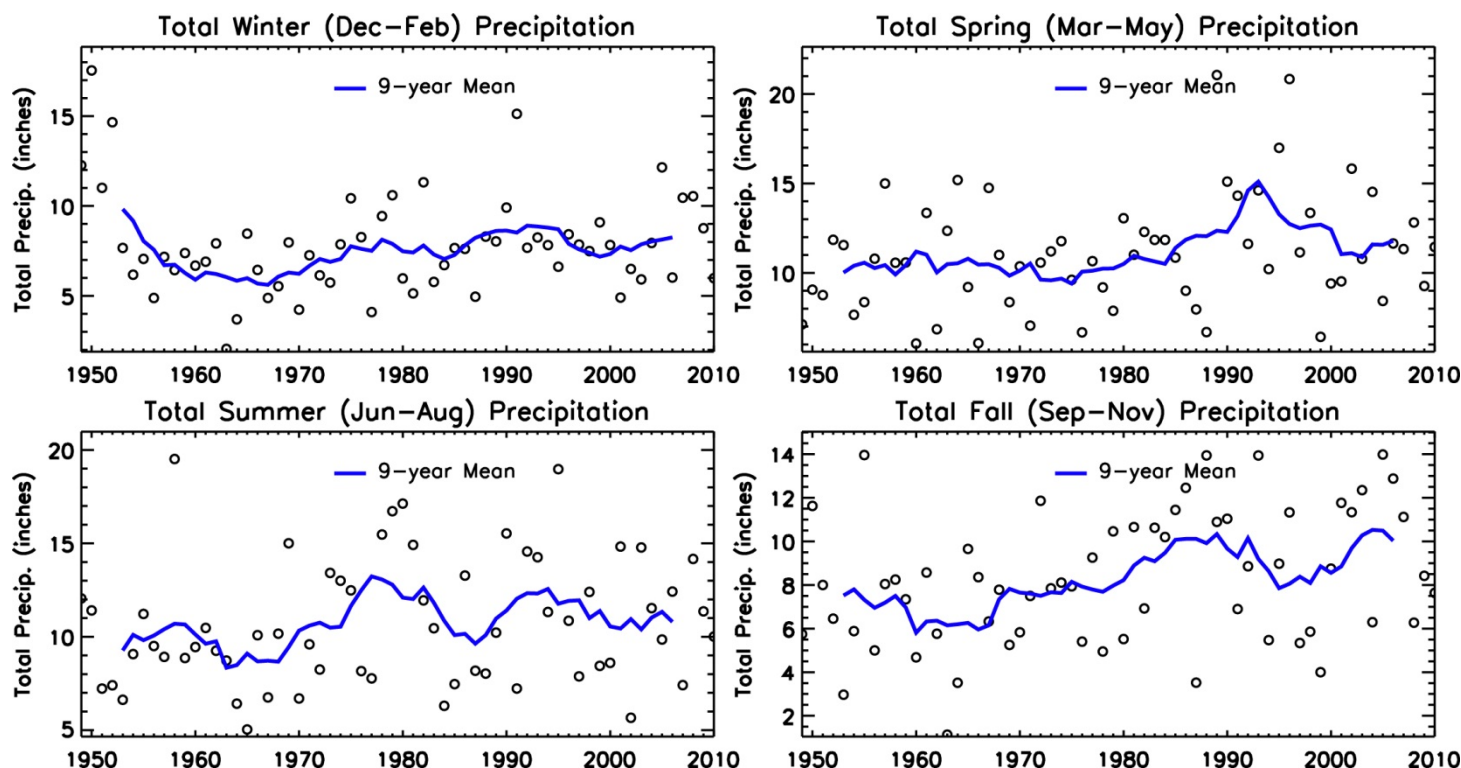 Total Winter (Dec-Feb) Precipitation
9-year Mean
Total Precip. (inches)
15
10
5
1950 1960 1970 1980 1990 2000 2010
Total Spring (Mar-May) Precipitation
9-year Mean
Total Precip. (inches)
20
15
10
1950 1960 1970 1980 1990 2000 2010
Total Summer (Jun-Aug) Precipitation
9-year Mean
Total Precip. (inches)
20
15
10
5
1950 1960 1970 1980 1990 2000 2010
Total Fall (Sep-Nov) Precipitation
9-year Mean
Total Precip. (inches)
14
12
10
8
6
4
2
1950 1960 1970 1980 1990 2000 2010